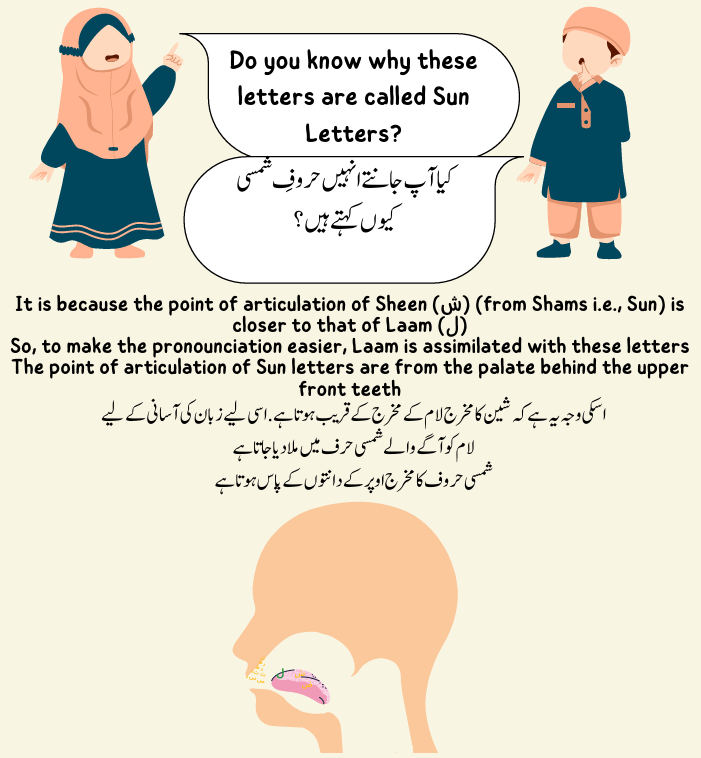 Do you know why these
letters are called Sun
Letters?
کیا آپ جانتے انہیں حروفِ شمسی
کیوں کہتے ہیں؟
It is because the point of articulation of Sheen (ش) (from Shams i.e., Sun) is
closer to that of Laam (ل)
So, to make the pronounciation easier, Laam is assimilated with these letters
The point of articulation of Sun letters are from the palate behind the upper
front teeth
اسکی وجہ یہ ہے کہ شین کا مخرج لام کے مخرج کے قریب ہوتا ہے. اسی لیے زبان کی آسانی کے لیے
لام کو آگے والے شمسی حرف میں ملا دیا جاتا ہے
شمسی حروف کا مخرج اوپر کے دانتوں کے پاس ہوتا ہے